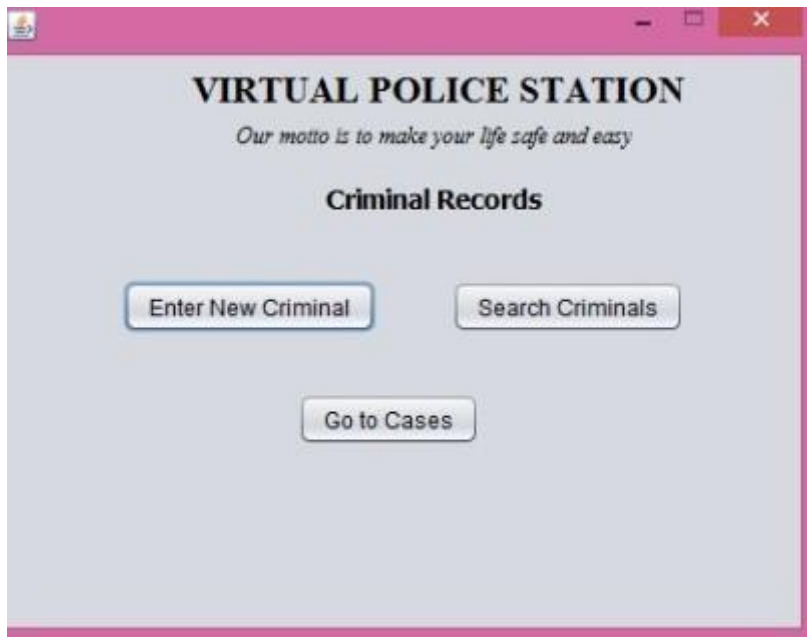 VIRTUAL POLICE STATION
Our motto is to make your life safe and easy
Criminal Records
Enter New Criminal
Search Criminals
Go to Cases